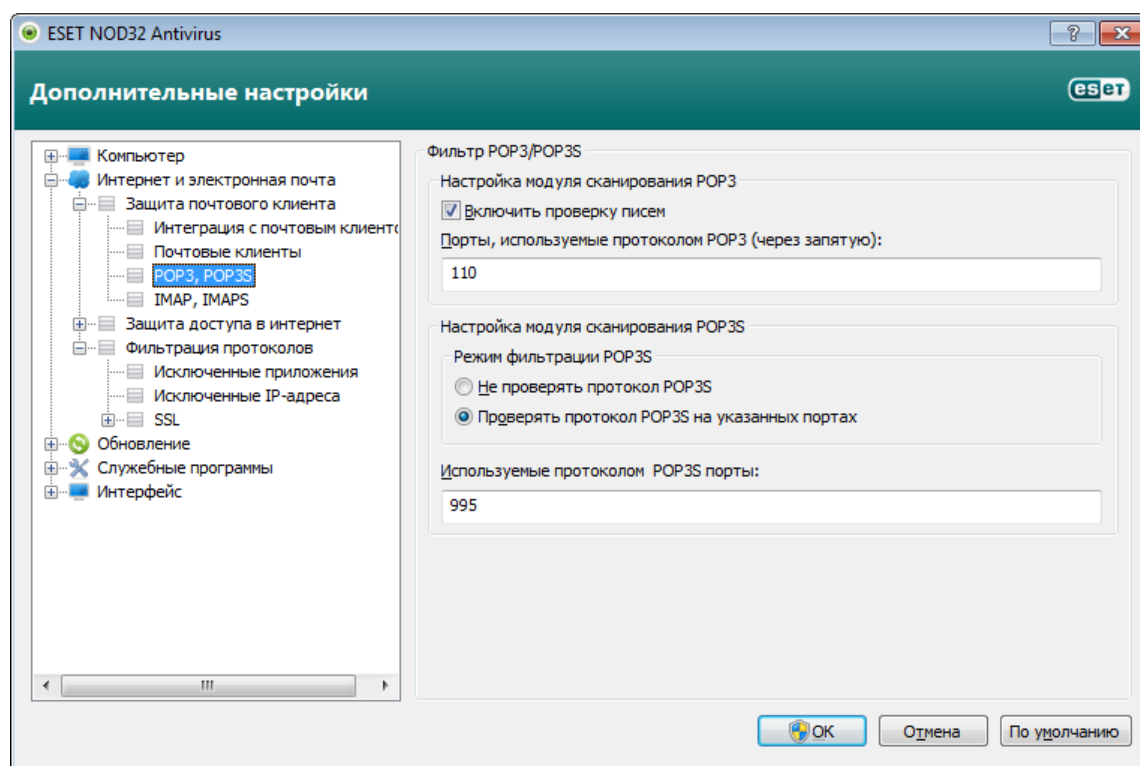 ESET NOD32 Antivirus
Дополнительные настройки
eset
Компьютер
Интернет и электронная почта
Защита почтового клиента
Интеграция с почтовым клиенто
Почтовые клиенты
POP3, POP3S
IMAP, IMAPS
Защита доступа в интернет
Фильтрация протоколов
Исключенные приложения
Исключенные IP-адреса
SSL
Обновление
Служебные программы
Интерфейс
Фильтр POP3/POP3S
Настройка модуля сканирования POP3
Включить проверку писем
Порты, используемые протоколом POP3 (через запятую):
110
Настройка модуля сканирования POP3S
Режим фильтрации POP3S
Не проверять протокол POP3S
Проверять протокол POP3S на указанных портах
Используемые протоколом POP3S порты:
995
OK
Отмена
По умолчанию